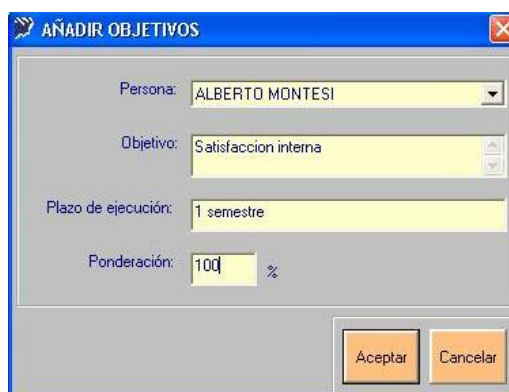 AÑADIR OBJETIVOS
Persona: ALBERTO MONTESI
Objetivo: Satisfaccion interna
Plazo de ejecución: 1 semestre
Ponderación: 100 %
Aceptar Cancelar